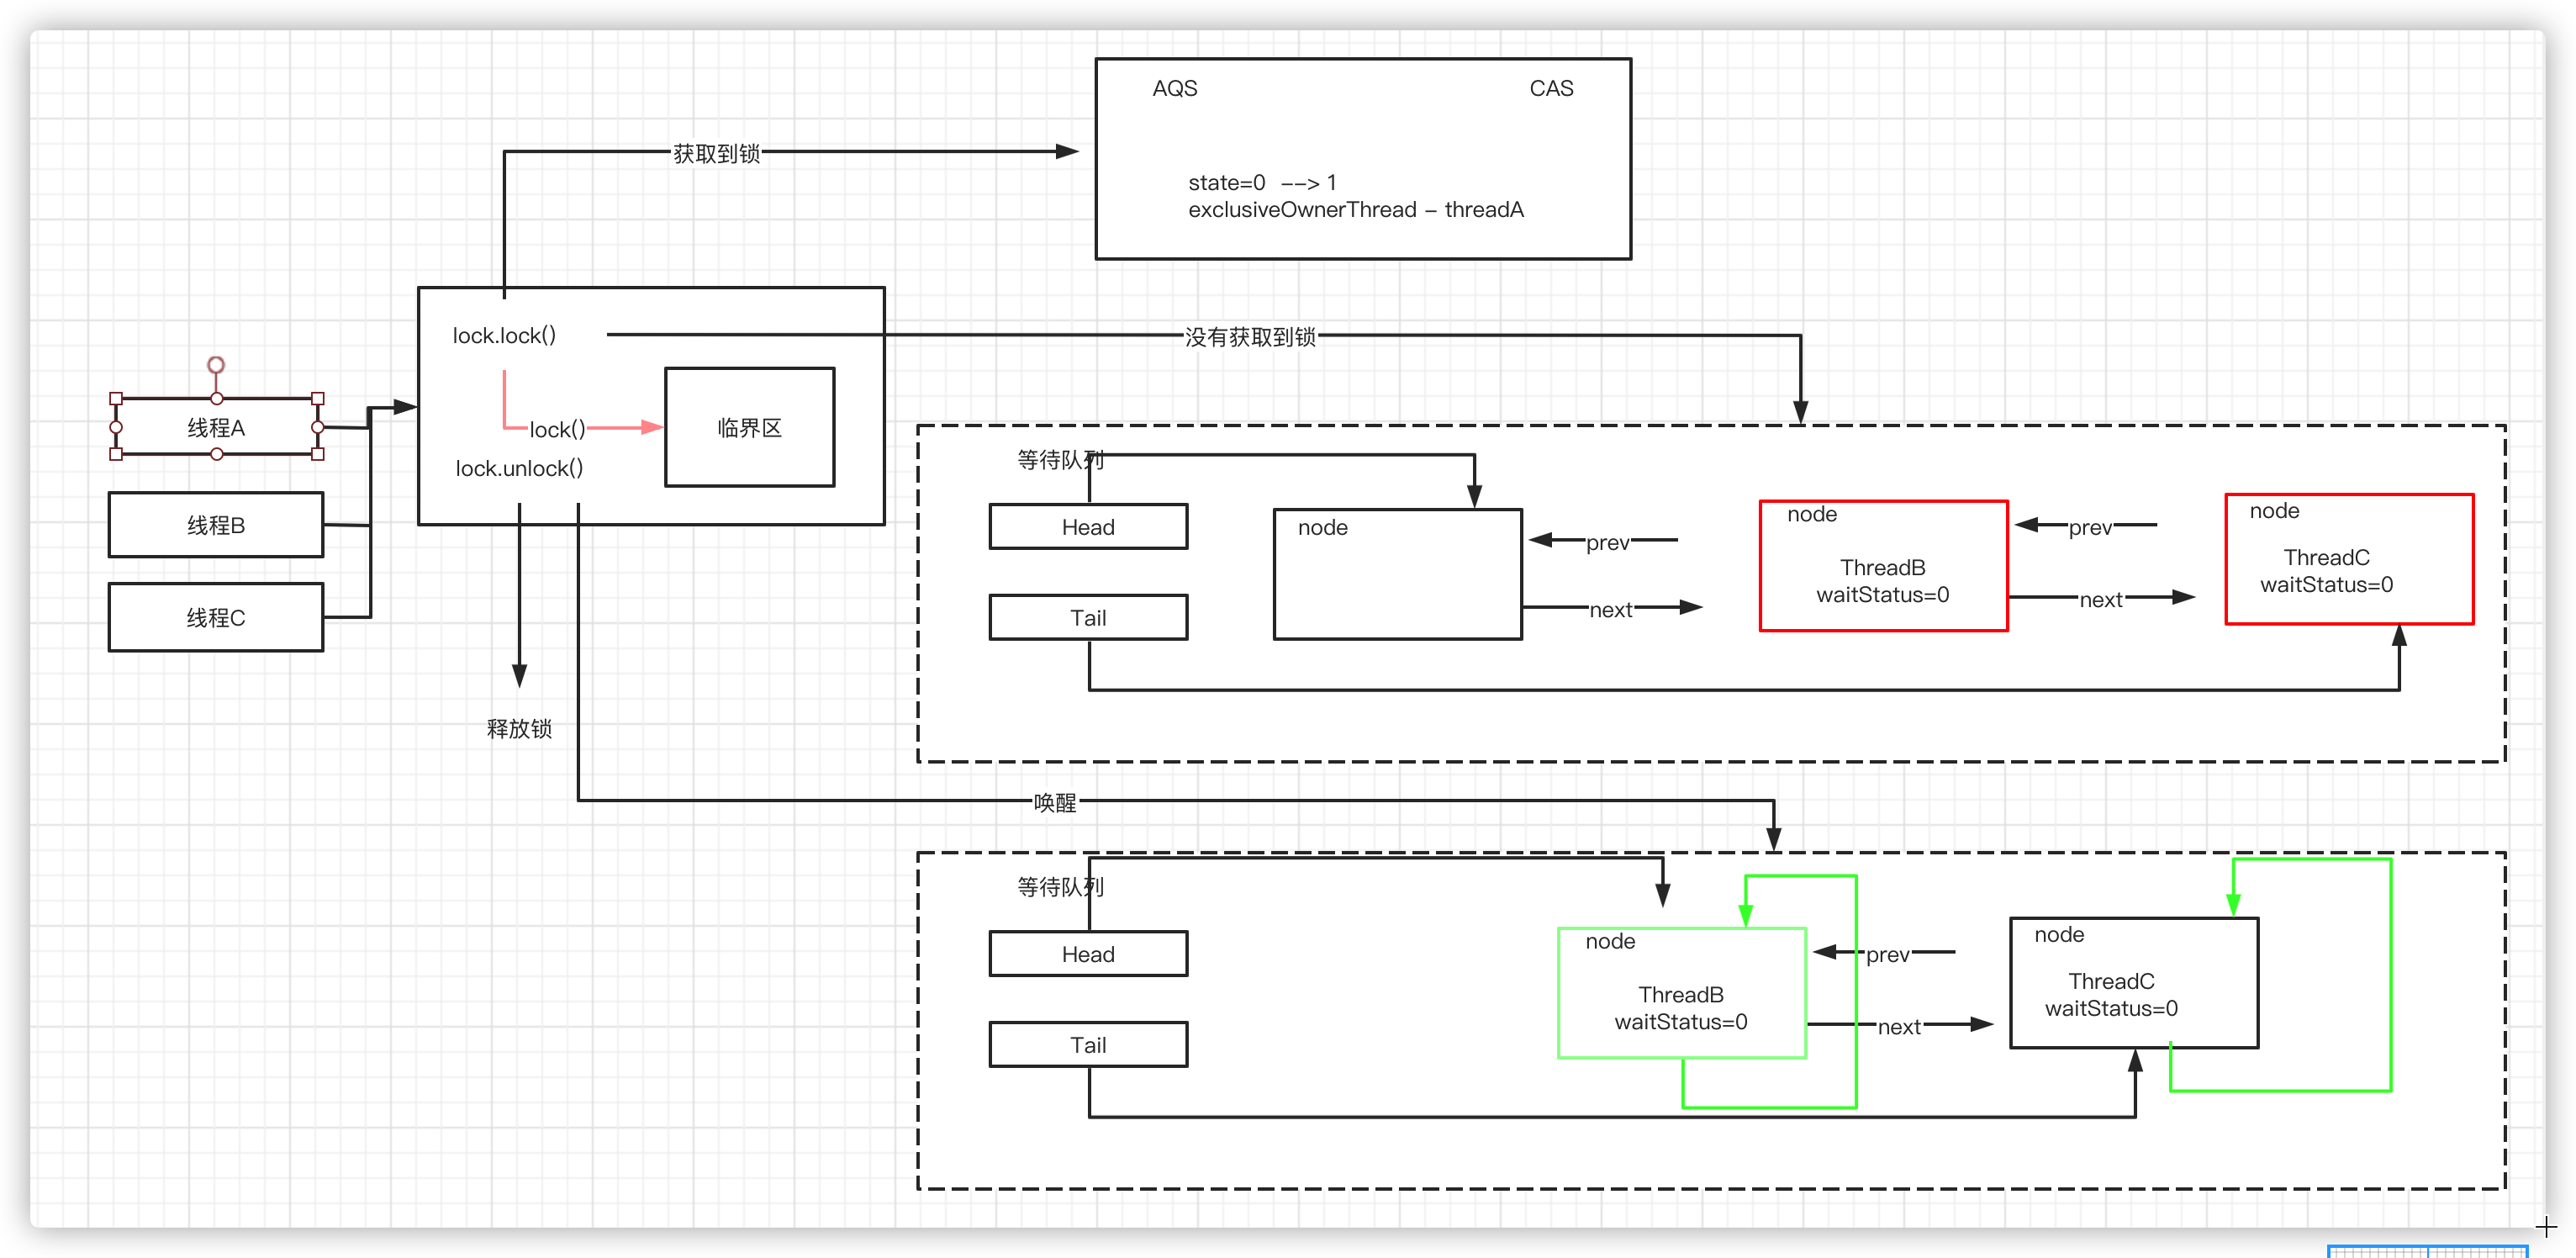 AQS
CAS
获取到锁
state=0 --> 1
exclusiveOwnerThread - threadA
lock.lock()
没有获取到锁
线程A
lock()
临界区
lock.unlock()
线程B
线程C
释放锁
等待队列
Head
Tail
node
prev
next
node
ThreadB
waitStatus=0
prev
next
node
ThreadC
waitStatus=0
唤醒
等待队列
Head
Tail
node
ThreadB
waitStatus=0
prev
next
node
ThreadC
waitStatus=0